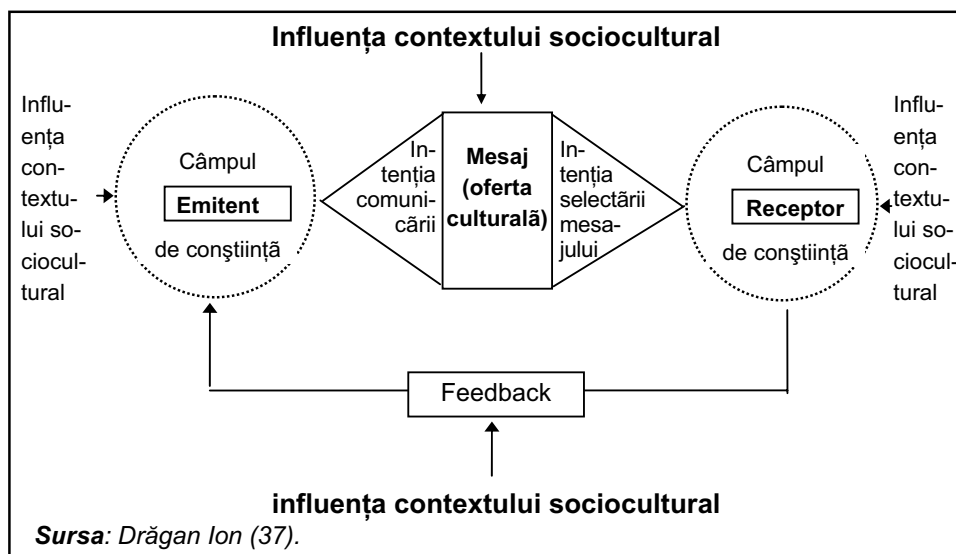 Influența contextului sociocultural
Influ-
ența
con-
textu-
lui so-
ciocul-
tural
Câmpul
Emitent
de conştiință
In-
tenția
comuni-
cării
Mesaj
(oferta
culturală)
In-
tenția
selectării
mesa-
jului
Câmpul
Receptor
de conştiință
Influ-
ența
con-
textu-
lui so-
ciocul-
tural
Feedback
influența contextului sociocultural
Sursa: Drăgan Ion (37).